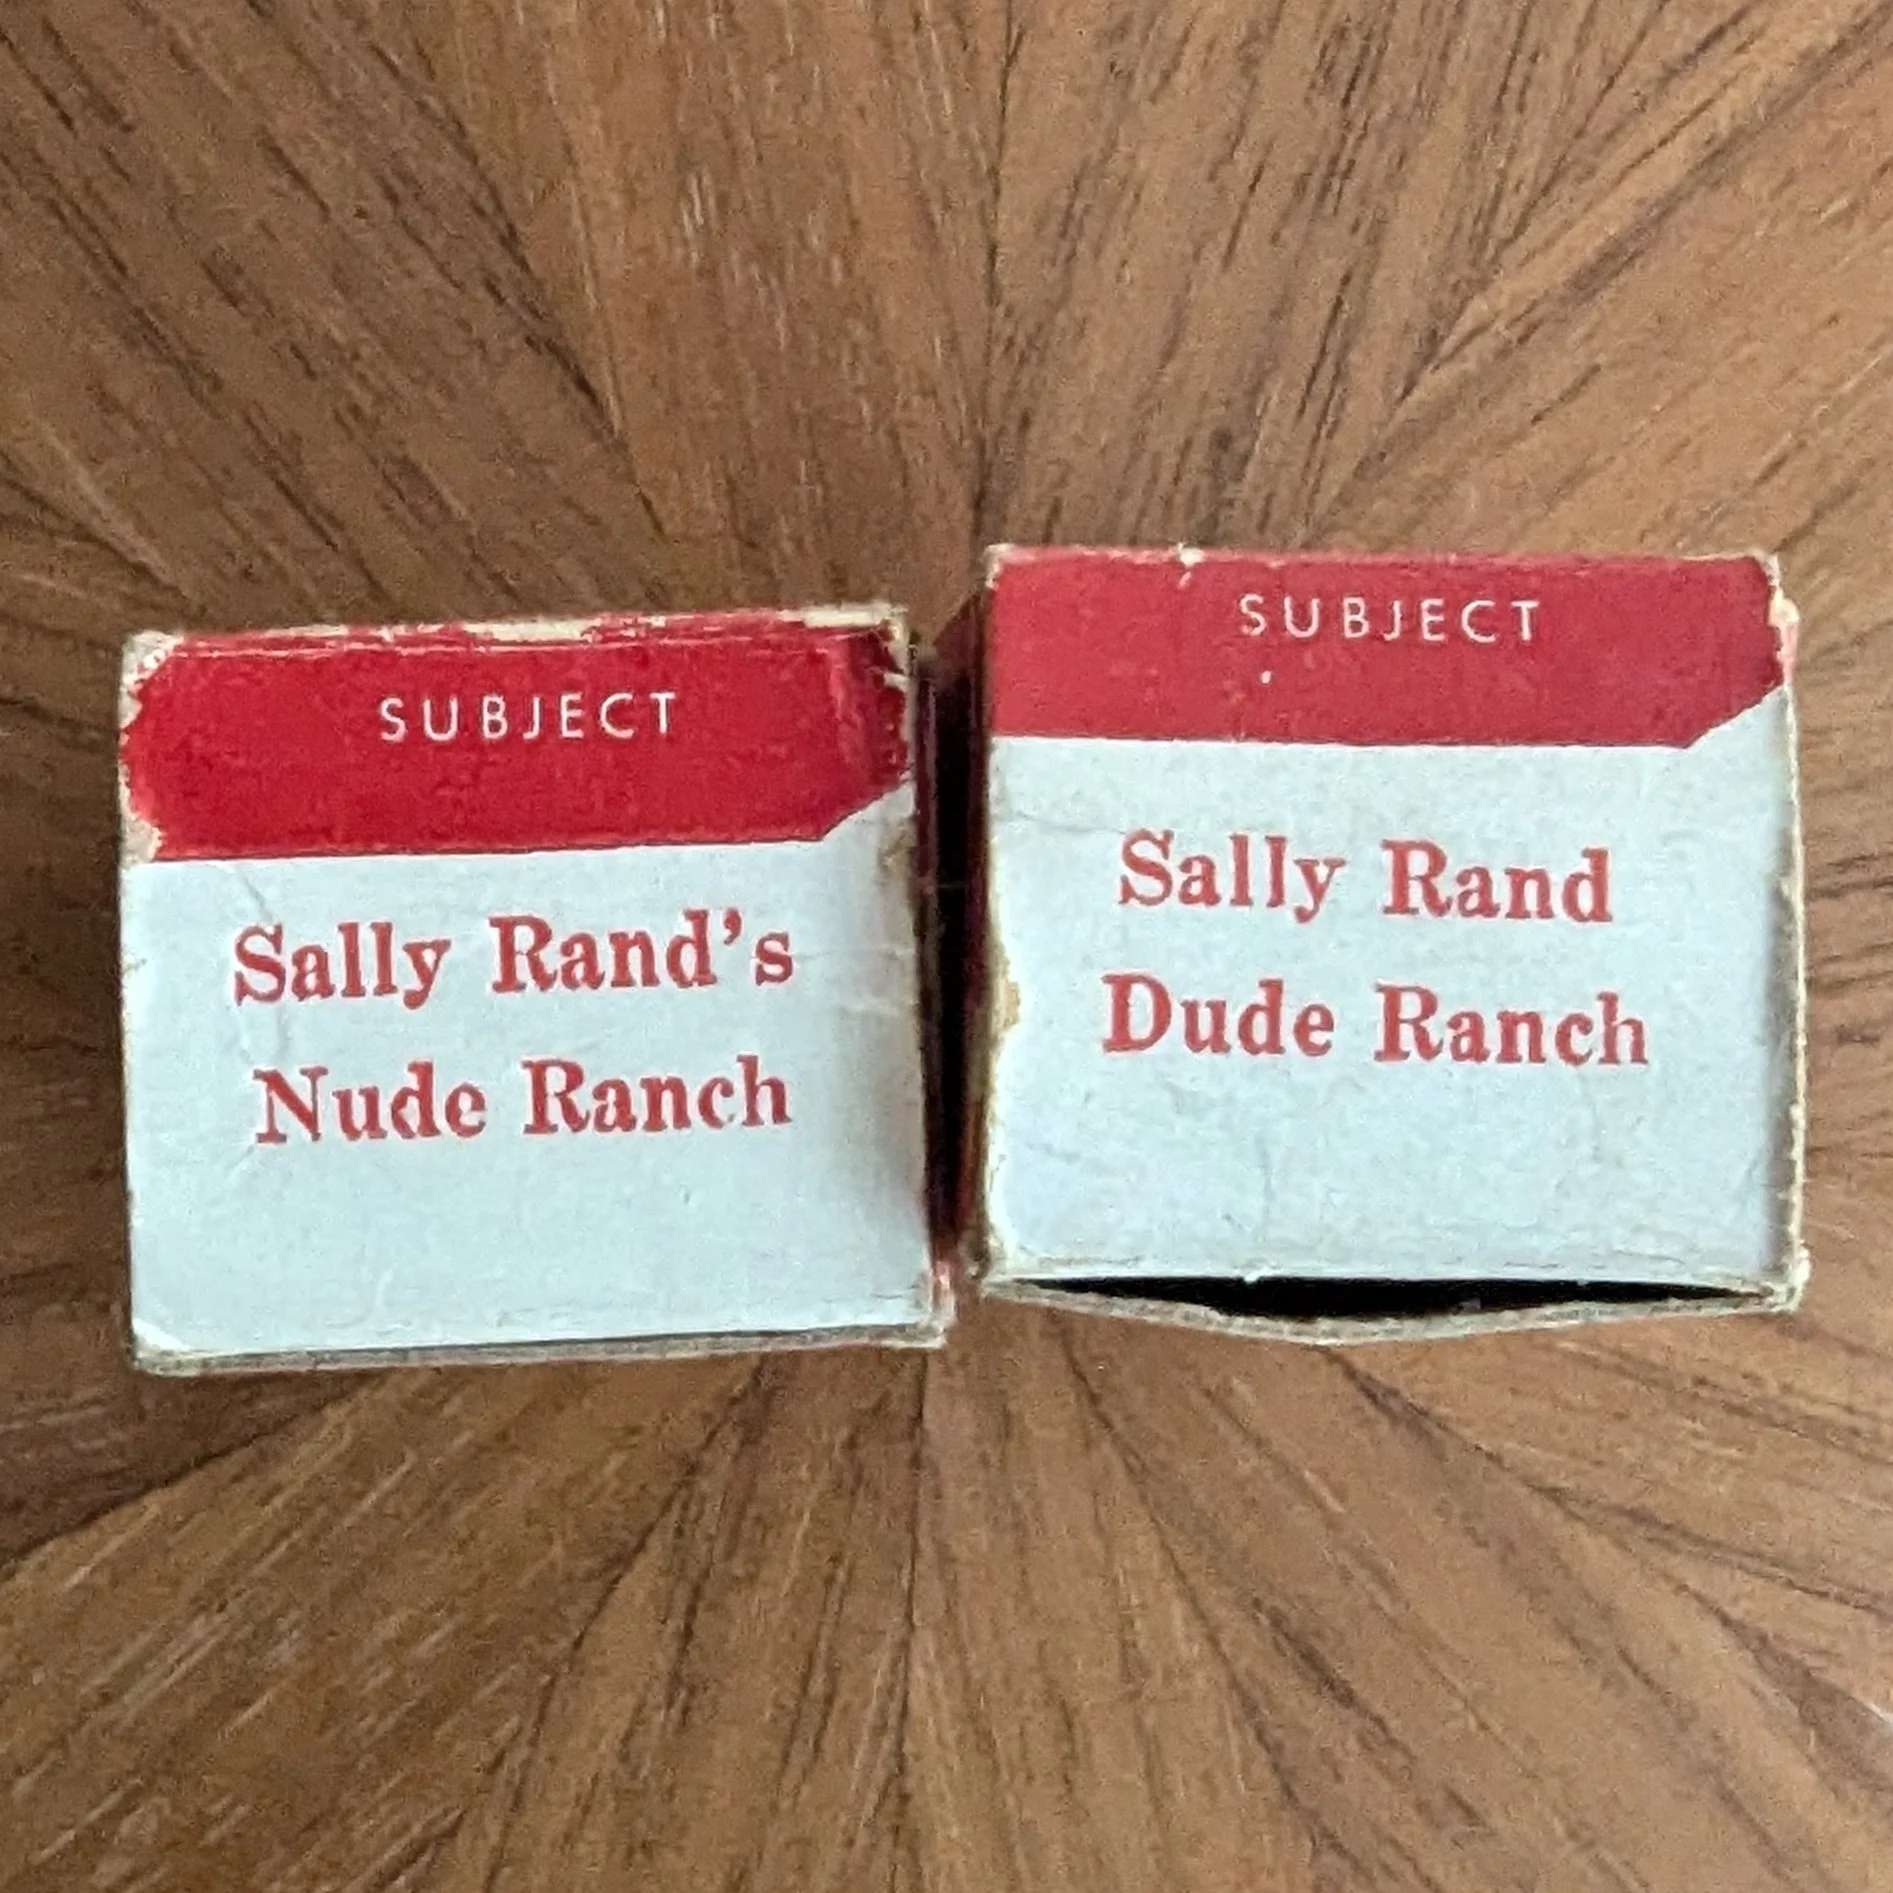 SUBJECT
Sally Rand's
Nude Ranch
SUBJECT
Sally Rand
Dude Ranch